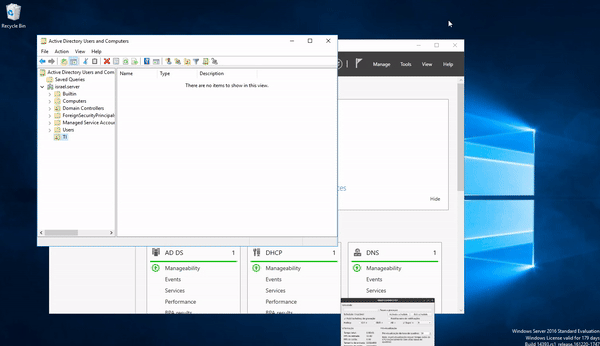 Recycle Bin
Active Directory Users and Computers
File Action View Help
Manage Tools View Help
Active Directory Users and Com
Saved Queries
israel.server
Builtin
Computers
Domain Controllers
ForeignSecurityPrincipal
Managed Service Accou
Users
TI
Name Type Description
There are no items to show in this view.
Hide
AD DS 1
Manageability
Events
Services
Performance
BPA results
DHCP 1
Manageability
Events
Services
Performance
BPA results
DNS 1
Manageability
Events
Services
Windows Server 2016 Standard Evaluation
Windows License valid for 179 days
Build 14393.rs1_release.161220-1747